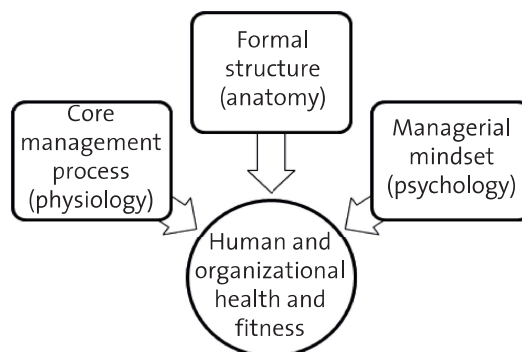 Formal
structure
(anatomy)
Core
management
process
(physiology)
Managerial
mindset
(psychology)
Human and
organizational
health and
fitness